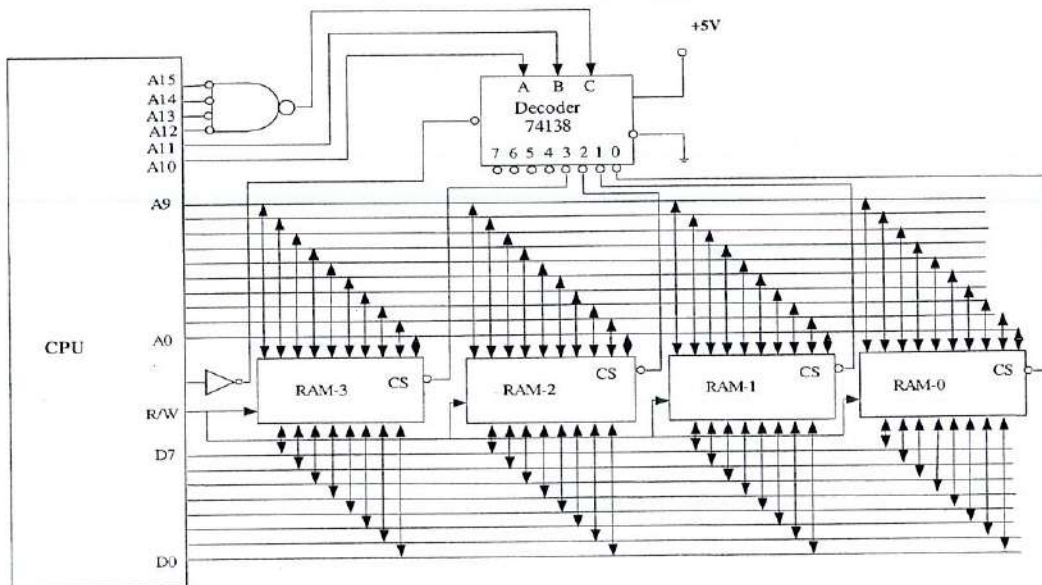 +5V
A15
A14
A13
A12
A11
A10
A9
A0
CPU
R/W
D7
D0
A B C
Decoder
74138
7 6 5 4 3 2 1 0
RAM-3 CS
RAM-2 CS
RAM-1 CS
RAM-0 CS